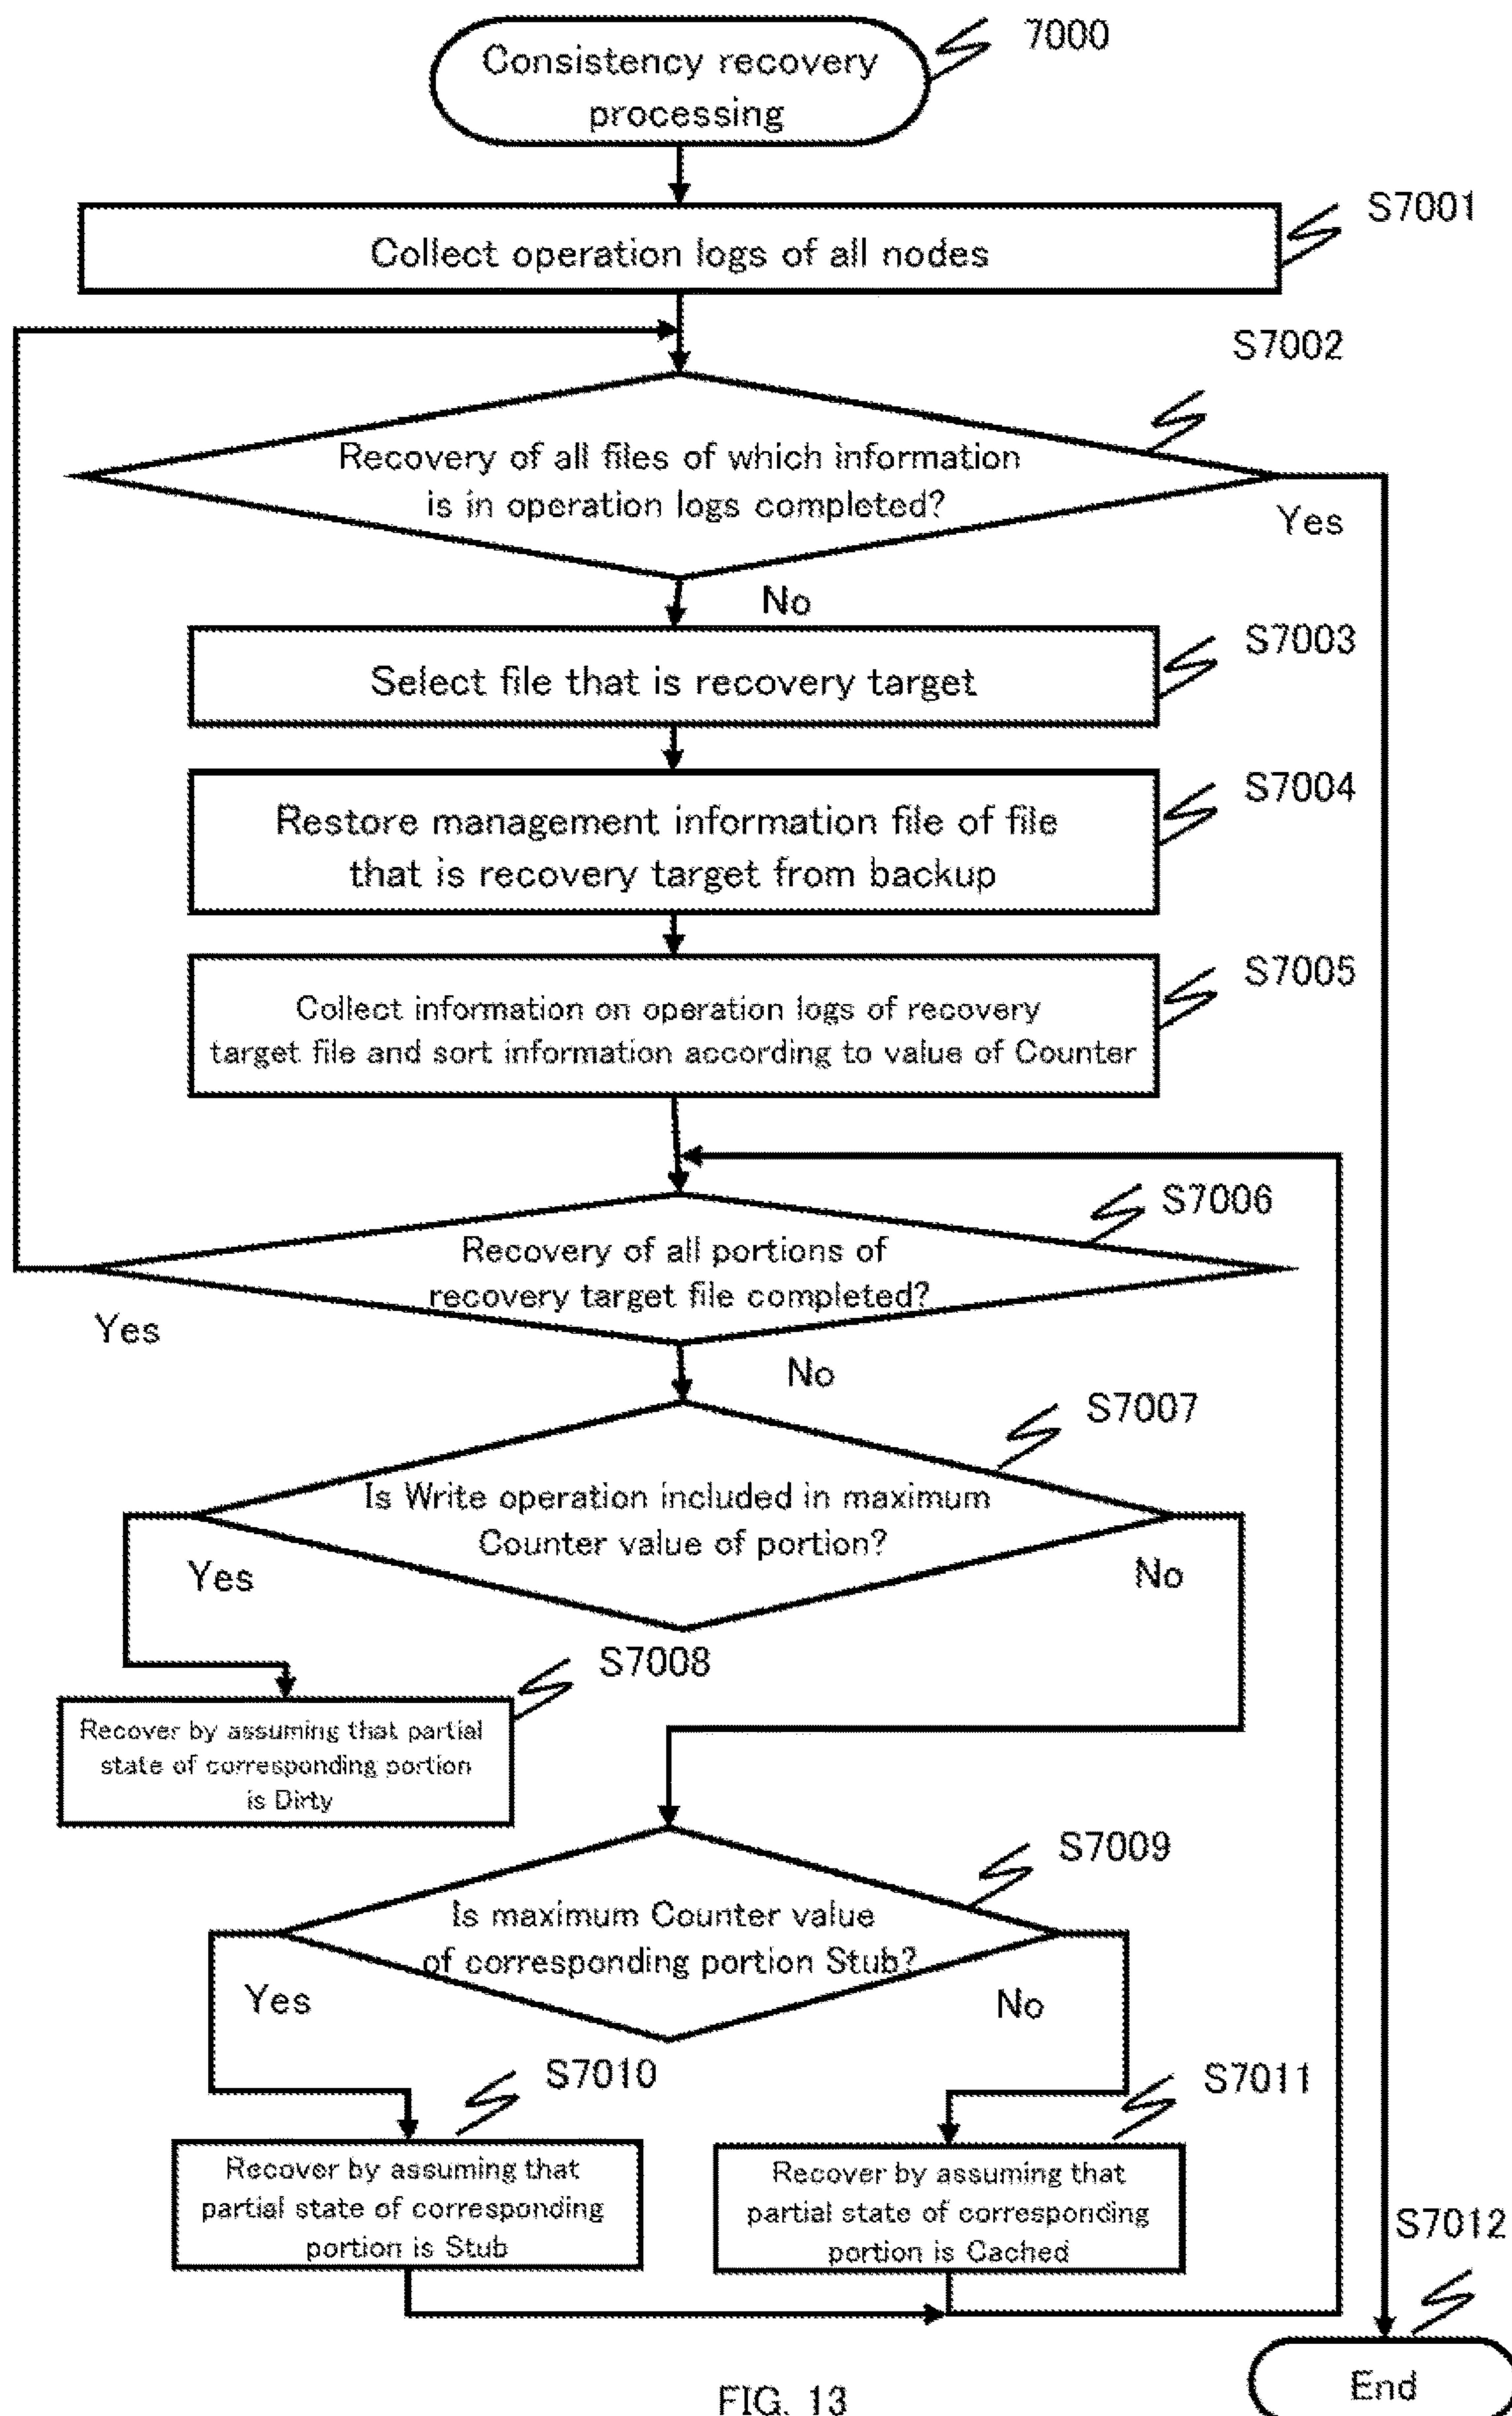 Consistency recovery
processing
7000
Collect operation logs of all nodes
S7001
S7002
Recovery of all files of which information
is in operation logs completed?
Yes
No
Select file that is recovery target
S7003
Restore management information file of file
that is recovery target from backup
S7004
Collect information on operation logs of recovery
target file and sort information according to value of Counter
S7005
S7006
Recovery of all portions of
recovery target file completed?
Yes
No
S7007
Is Write operation included in maximum
Counter value of portion?
Yes
No
S7008
Recover by assuming that partial
state of corresponding portion
is Dirty
S7009
Is maximum Counter value
of corresponding portion Stub?
Yes
No
S7010
S7011
Recover by assuming that
partial state of corresponding
portion is Stub
Recover by assuming that
partial state of corresponding
portion is Cached
S7012
End
FIG. 13